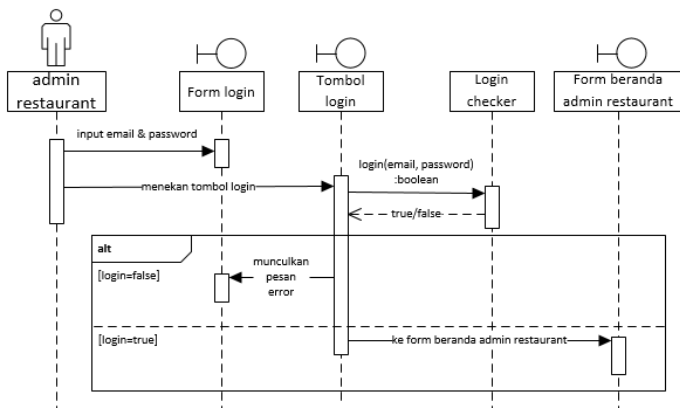 admin
restaurant
Form login
Tombol
login
Login
checker
Form beranda
admin restaurant
input email & password
menekan tombol login
login(email, password)
:boolean
true/false
alt
[login=false]
munculkan
pesan
error
[login=true]
ke form beranda admin restaurant